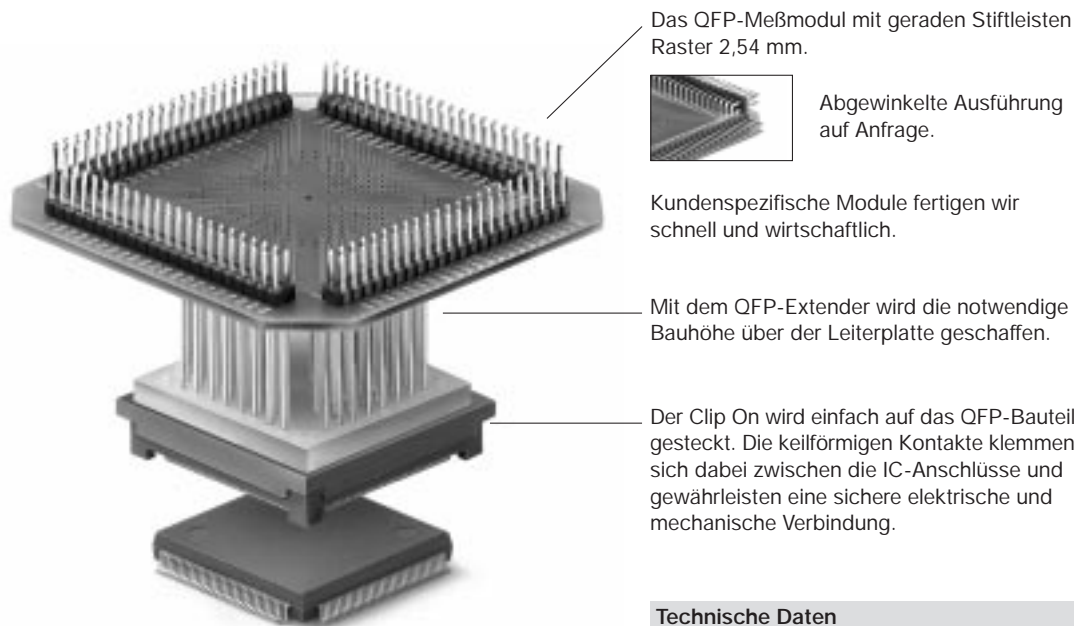 Das QFP-Meßmodul mit geraden Stiftleisten
Raster 2,54 mm.
Abgewinkelte Ausführung
auf Anfrage.
Kundenspezifische Module fertigen wir
schnell und wirtschaftlich.
Mit dem QFP-Extender wird die notwendige
Bauhöhe über der Leiterplatte geschaffen.
Der Clip On wird einfach auf das QFP-Bauteil
gesteckt. Die keilförmigen Kontakte klemmen
sich dabei zwischen die IC-Anschlüsse und
gewährleisten eine sichere elektrische und
mechanische Verbindung.
Technische Daten